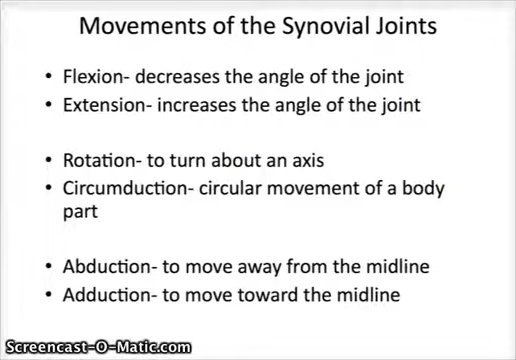 Movements of the Synovial Joints
• Flexion- decreases the angle of the joint
• Extension- increases the angle of the joint
• Rotation- to turn about an axis
• Circumduction- circular movement of a body
part
• Abduction- to move away from the midline
• Adduction- to move toward the midline
Screencast-O-Matic.com